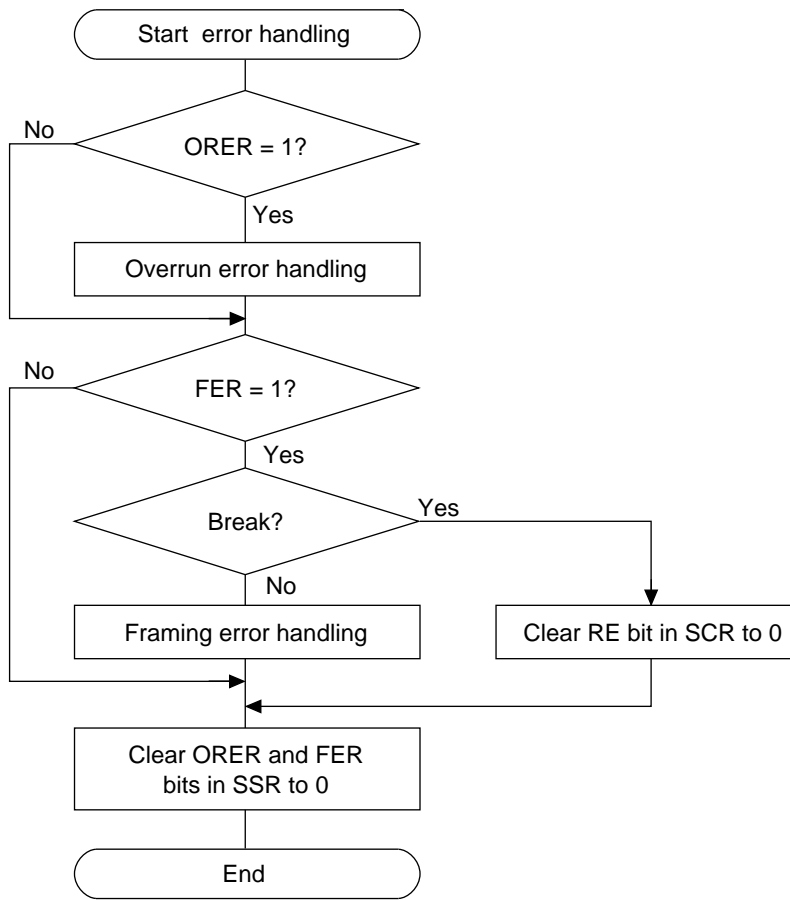 Start error handling
No
ORER = 1?
Yes
Overrun error handling
No
FER = 1?
Yes
Break?
Yes
No
Framing error handling
Clear RE bit in SCR to 0
Clear ORER and FER
bits in SSR to 0
End